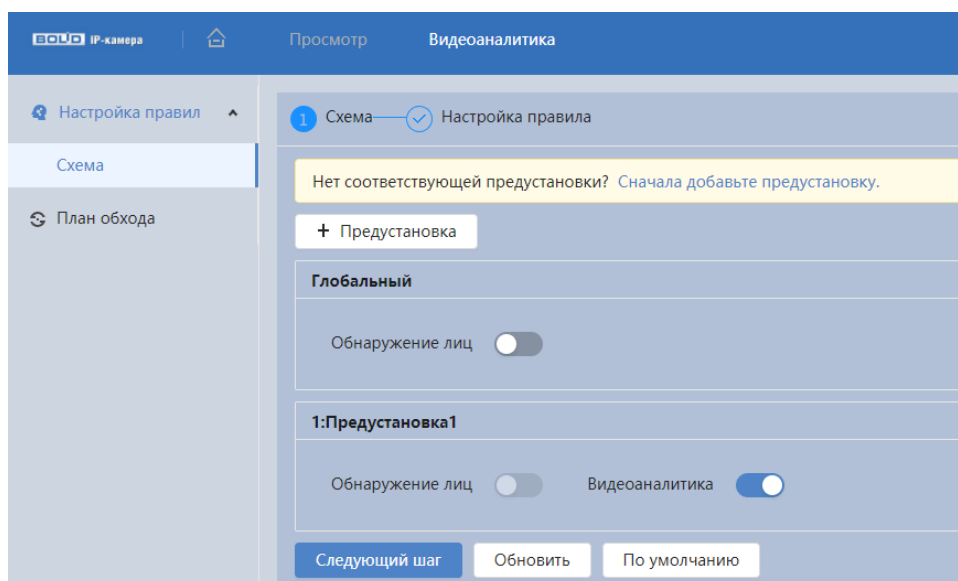 BOLID IP-камера
Просмотр
Видеоаналитика
Настройка правил
Схема
План обхода
1 Схема Настройка правила
Нет соответствующей предустановки? Сначала добавьте предустановку.
+ Предустановка
Глобальный
Обнаружение лиц
1:Предустановка1
Обнаружение лиц Видеоаналитика
Следующий шаг Обновить По умолчанию